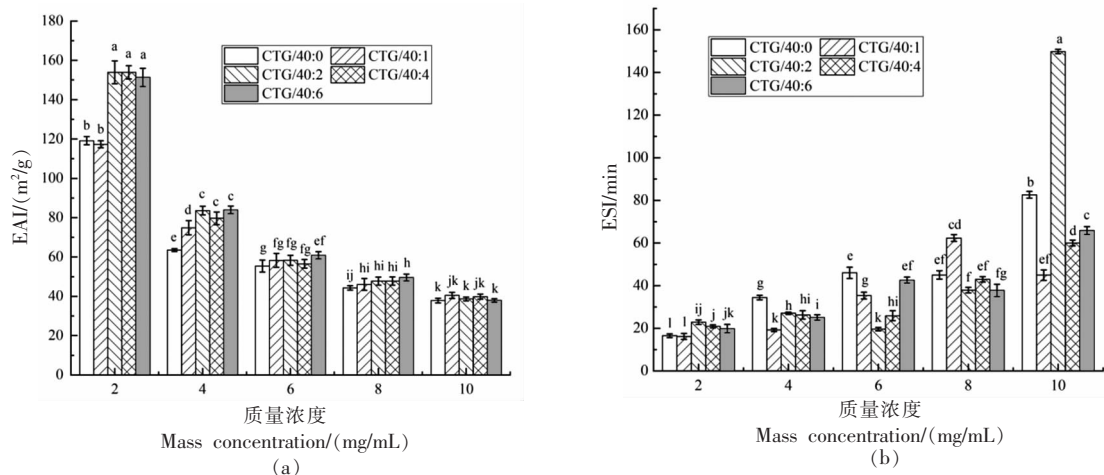 EAI/(m²/g)
180
160
140
120
100
80
60
40
20
0
CTG/40:0 CTG/40:1
CTG/40:2 CTG/40:4
CTG/40:6
b b a a a
e d c c c
g fg fg fg ef
ij hi hi hi h
k jk k jk k
2 4 6 8 10
质量浓度
Mass concentration/(mg/mL)
(a)
ESI/min
160
140
120
100
80
60
40
20
0
CTG/40:0 CTG/40:1
CTG/40:2 CTG/40:4
CTG/40:6
l l ij j jk
g k h hi i
e g k hi ef
ef cd f ef fg
b ef a d c
2 4 6 8 10
质量浓度
Mass concentration/(mg/mL)
(b)